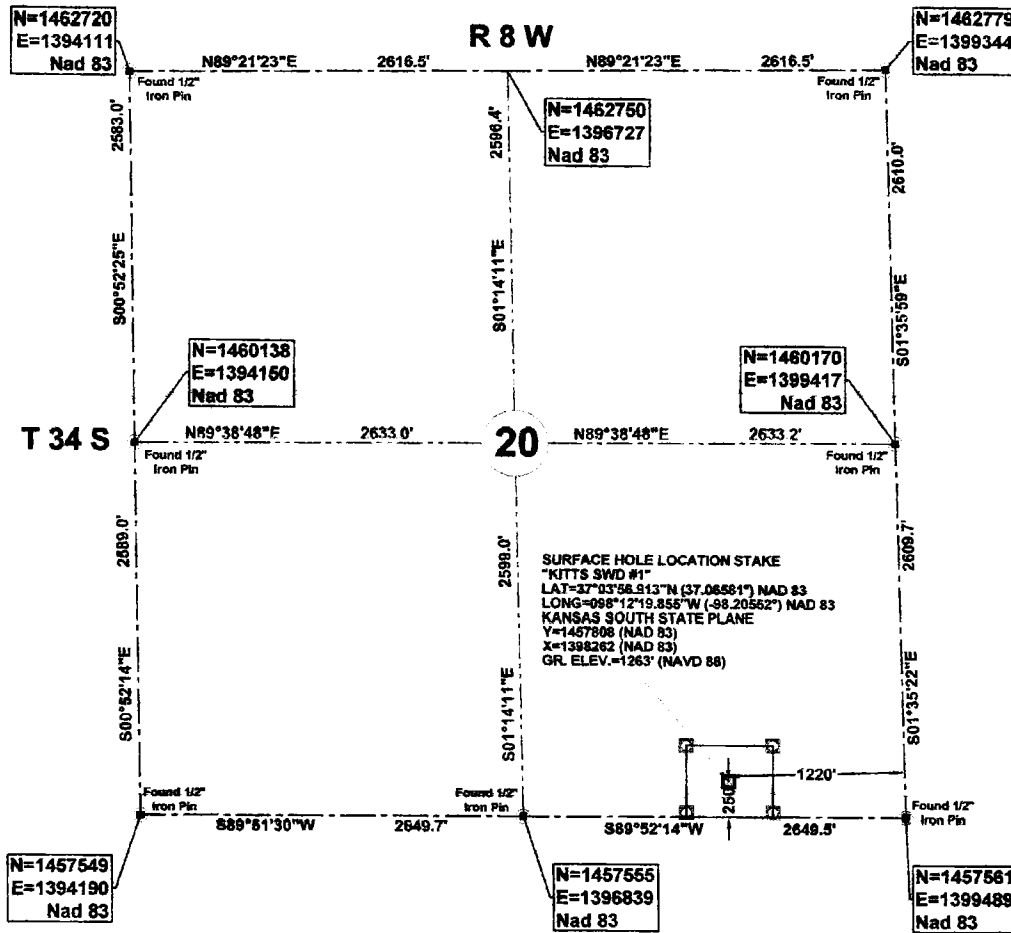 N=1462720
E=1394111
Nad 83
R 8 W
N=1462779
E=1399344
Nad 83
N89°21'23"E 2616.5' N89°21'23"E 2616.5'
Found 1/2"
Iron Pin
Found 1/2"
Iron Pin
N=1462750
E=1396727
Nad 83
2583.0'
2596.4'
2610.0'
S00°52'25"E
S01°14'11"E
S01°35'59"E
N=1460138
E=1394150
Nad 83
N=1460170
E=1399417
Nad 83
T 34 S
N89°38'48"E 2633.0' 20 N89°38'48"E 2633.2'
Found 1/2"
Iron Pin
Found 1/2"
Iron Pin
2589.0'
2599.0'
2609.7'
SURFACE HOLE LOCATION STAKE
"KITTS SWD #1"
LAT=37°03'56.913"N (37.06581°) NAD 83
LONG=098°12'19.855"W (-98.20552°) NAD 83
KANSAS SOUTH STATE PLANE
Y=1457808 (NAD 83)
X=1398262 (NAD 83)
GR. ELEV.=1263' (NAVD 88)
S00°52'14"E
S01°14'11"E
S01°35'22"E
1220'
250'
Found 1/2"
Iron Pin
Found 1/2"
Iron Pin
Found 1/2"
Iron Pin
S89°51'30"W 2649.7' S89°52'14"W 2649.5'
N=1457549
E=1394190
Nad 83
N=1457555
E=1396839
Nad 83
N=1457561
E=1399489
Nad 83